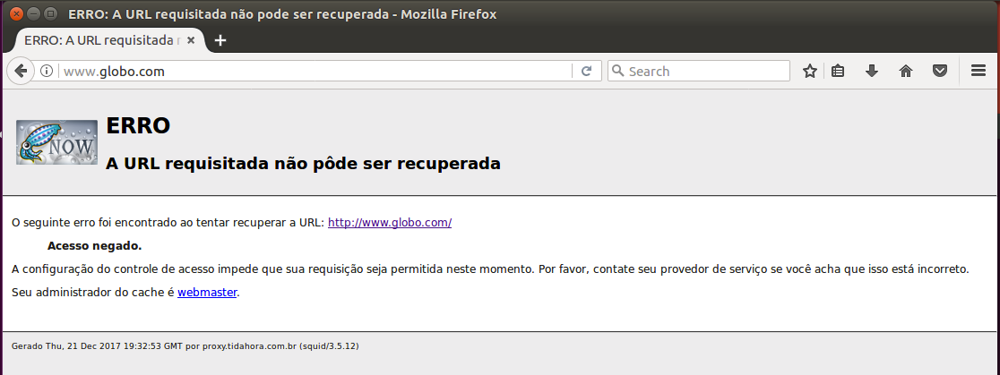 ERRO: A URL requisitada não pode ser recuperada - Mozilla Firefox
ERRO: A URL requisitada
www.globo.com
Search
NOW
ERRO
A URL requisitada não pôde ser recuperada
O seguinte erro foi encontrado ao tentar recuperar a URL: http://www.globo.com/
Acesso negado.
A configuração do controle de acesso impede que sua requisição seja permitida neste momento. Por favor, contate seu provedor de serviço se você acha que isso está incorreto.
Seu administrador do cache é webmaster.
Gerado Thu, 21 Dec 2017 19:32:53 GMT por proxy.tidahora.com.br (squid/3.5.12)